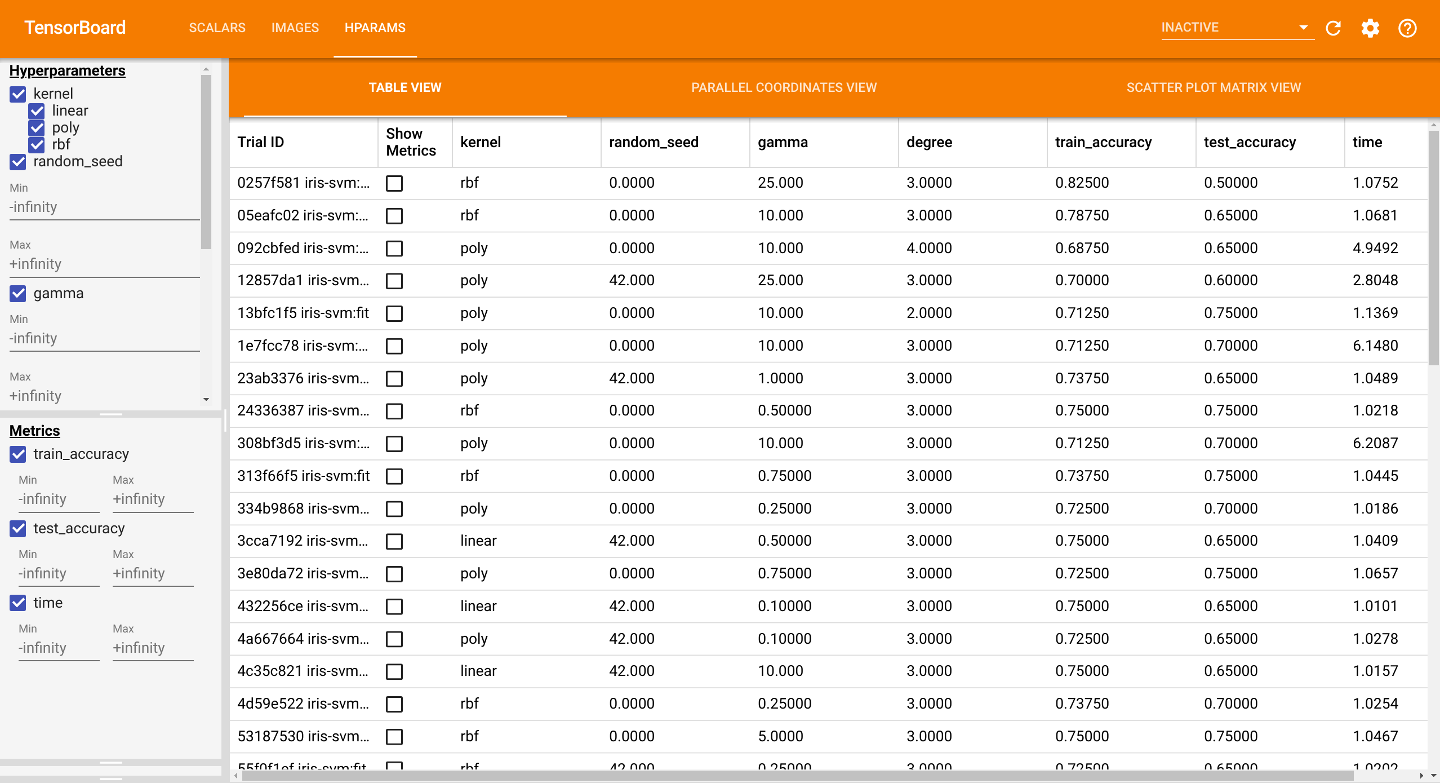 TensorBoard SCALARS IMAGES HPARAMS INACTIVE
Hyperparameters
kernel
linear
poly
rbf
random_seed
Min
-infinity
Max
+infinity
gamma
Min
-infinity
Max
+infinity
Metrics
train_accuracy
Min Max
-infinity +infinity
test_accuracy
Min Max
-infinity +infinity
time
Min Max
-infinity +infinity
TABLE VIEW PARALLEL COORDINATES VIEW SCATTER PLOT MATRIX VIEW
Trial ID Show Metrics kernel random_seed gamma degree train_accuracy test_accuracy time
0257f581 iris-svm:... rbf 0.0000 25.000 3.0000 0.82500 0.50000 1.0752
05eafc02 iris-svm:... rbf 0.0000 10.000 3.0000 0.78750 0.65000 1.0681
092cbfed iris-svm:... poly 0.0000 10.000 4.0000 0.68750 0.65000 4.9492
12857da1 iris-svm... poly 42.000 25.000 3.0000 0.70000 0.60000 2.8048
13bfc1f5 iris-svm:fit poly 0.0000 10.000 2.0000 0.71250 0.75000 1.1369
1e7fcc78 iris-svm:... poly 0.0000 10.000 3.0000 0.71250 0.70000 6.1480
23ab3376 iris-svm... poly 42.000 1.0000 3.0000 0.73750 0.65000 1.0489
24336387 iris-svm... rbf 0.0000 0.50000 3.0000 0.75000 0.75000 1.0218
308bf3d5 iris-svm:... poly 0.0000 10.000 3.0000 0.71250 0.70000 6.2087
313f66f5 iris-svm:fit rbf 0.0000 0.75000 3.0000 0.73750 0.75000 1.0445
334b9868 iris-svm... poly 0.0000 0.25000 3.0000 0.72500 0.70000 1.0186
3cca7192 iris-svm... linear 42.000 0.50000 3.0000 0.75000 0.65000 1.0409
3e80da72 iris-svm... poly 0.0000 0.75000 3.0000 0.72500 0.75000 1.0657
432256ce iris-svm... linear 42.000 0.10000 3.0000 0.75000 0.65000 1.0101
4a667664 iris-svm... poly 42.000 0.10000 3.0000 0.72500 0.65000 1.0278
4c35c821 iris-svm... linear 42.000 10.000 3.0000 0.75000 0.65000 1.0157
4d59e522 iris-svm... rbf 0.0000 0.25000 3.0000 0.73750 0.70000 1.0254
53187530 iris-svm... rbf 0.0000 5.0000 3.0000 0.75000 0.75000 1.0467
55f0f1ef iris-svm:fit rbf 42.000 0.25000 3.0000 0.72500 0.65000 1.0202